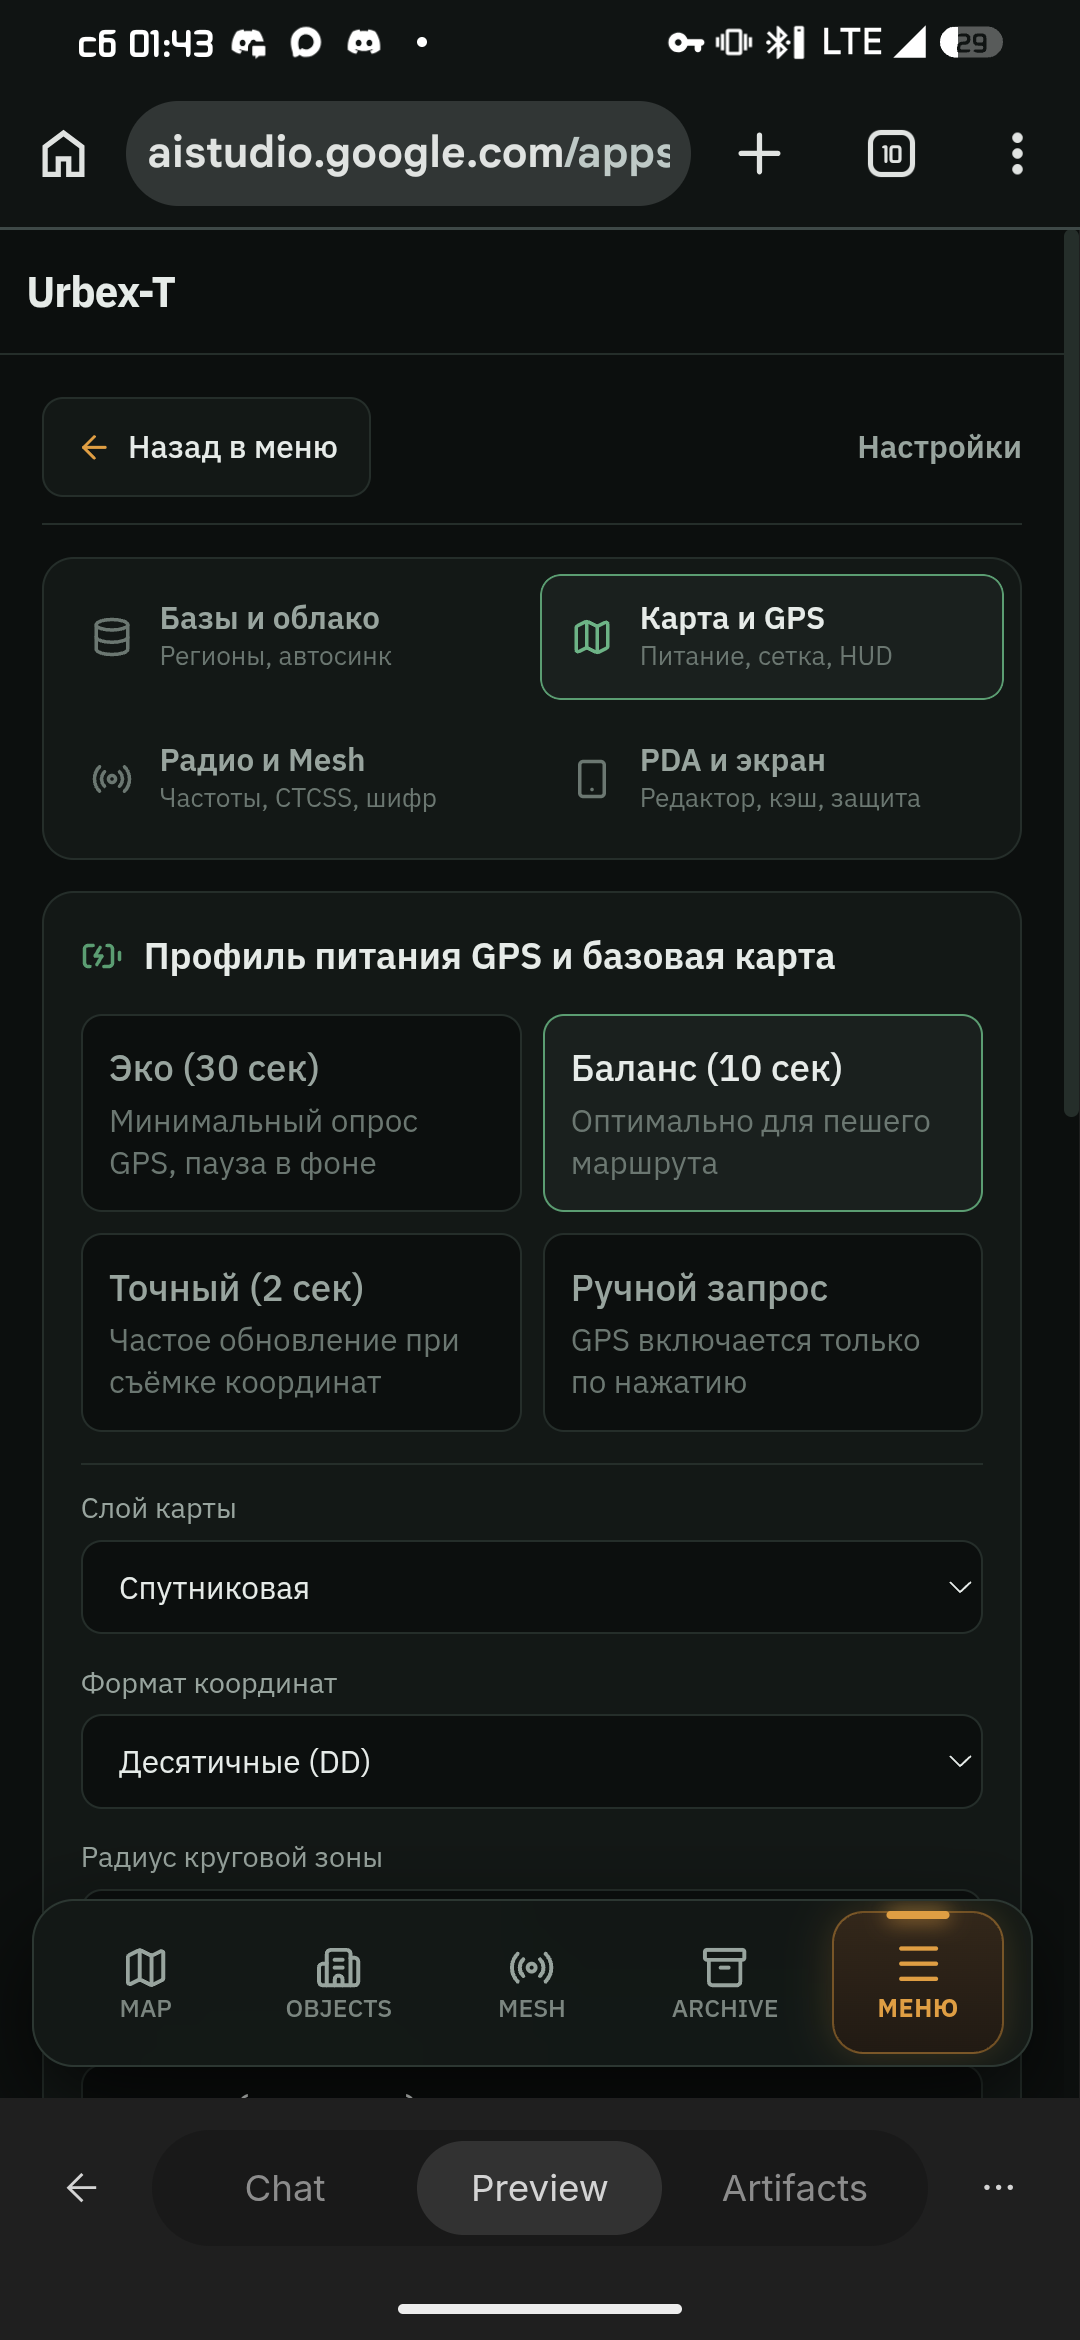 сб 01:43
LTE
29
aistudio.google.com/apps
10
Urbex-T
Назад в меню
Настройки
Базы и облако
Регионы, автосинк
Карта и GPS
Питание, сетка, HUD
Радио и Mesh
Частоты, CTCSS, шифр
PDA и экран
Редактор, кэш, защита
Профиль питания GPS и базовая карта
Эко (30 сек)
Минимальный опрос
GPS, пауза в фоне
Баланс (10 сек)
Оптимально для пешего
маршрута
Точный (2 сек)
Частое обновление при
съёмке координат
Ручной запрос
GPS включается только
по нажатию
Слой карты
Спутниковая
Формат координат
Десятичные (DD)
Радиус круговой зоны
MAP
OBJECTS
MESH
ARCHIVE
МЕНЮ
Chat
Preview
Artifacts